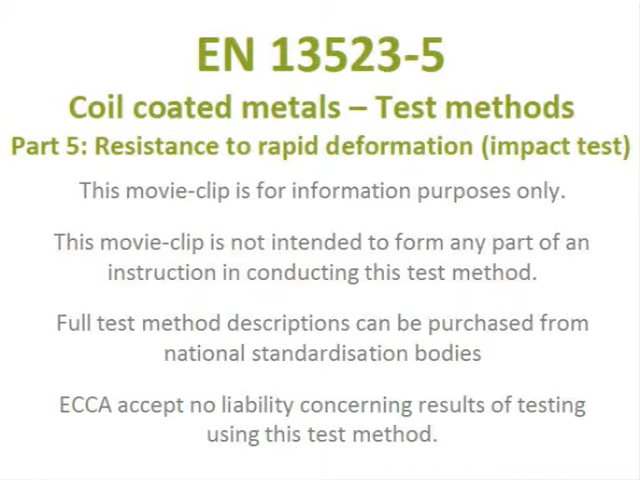 EN 13523-5
Coil coated metals – Test methods
Part 5: Resistance to rapid deformation (impact test)
This movie-clip is for information purposes only.
This movie-clip is not intended to form any part of an
instruction in conducting this test method.
Full test method descriptions can be purchased from
national standardisation bodies
ECCA accept no liability concerning results of testing
using this test method.